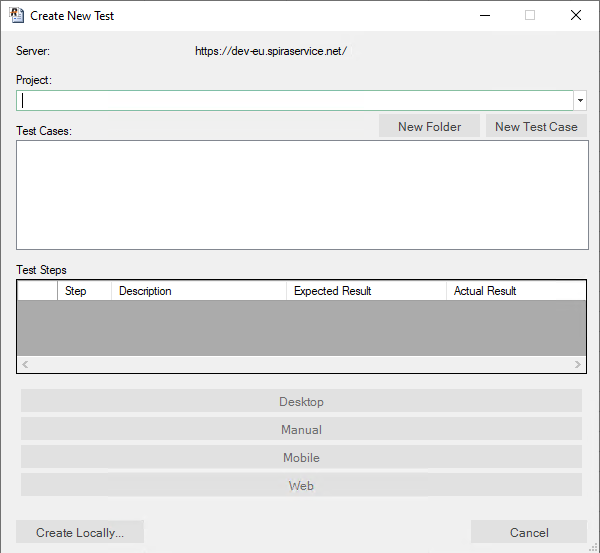 Create New Test
Server: https://dev-eu.spiraservice.net/
Project:
New Folder New Test Case
Test Cases:
Test Steps
Step Description Expected Result Actual Result
Desktop
Manual
Mobile
Web
Create Locally... Cancel